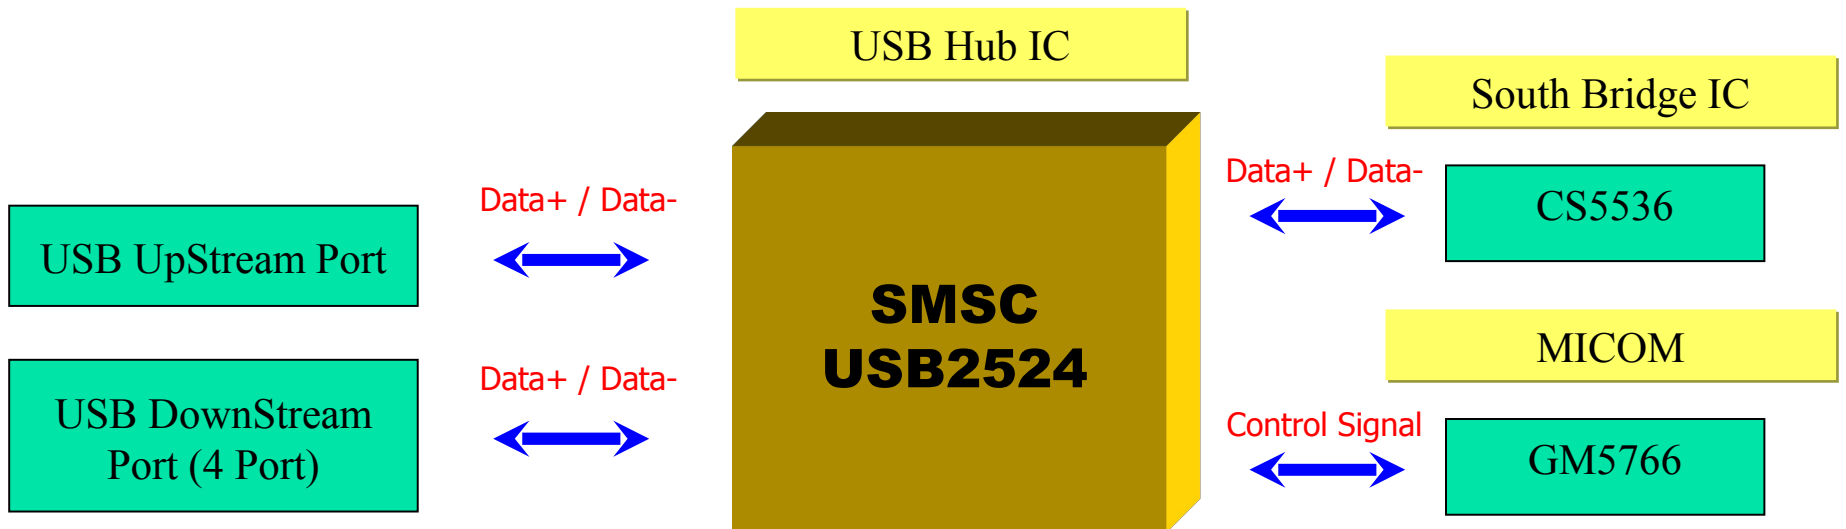 USB Hub IC
South Bridge IC
Data+ / Data-
CS5536
Data+ / Data-
USB UpStream Port
SMSC
USB2524
MICOM
Data+ / Data-
USB DownStream
Port (4 Port)
Control Signal
GM5766